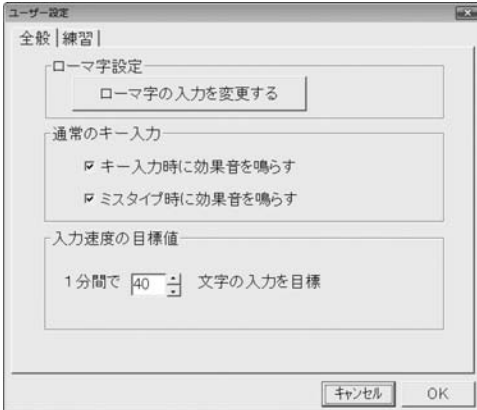 ユーザー設定
全般 練習
ローマ字設定
ローマ字の入力を変更する
通常のキー入力
キー入力時に効果音を鳴らす
ミスタイプ時に効果音を鳴らす
入力速度の目標値
1分間で 40 文字の入力を目標
キャンセル OK